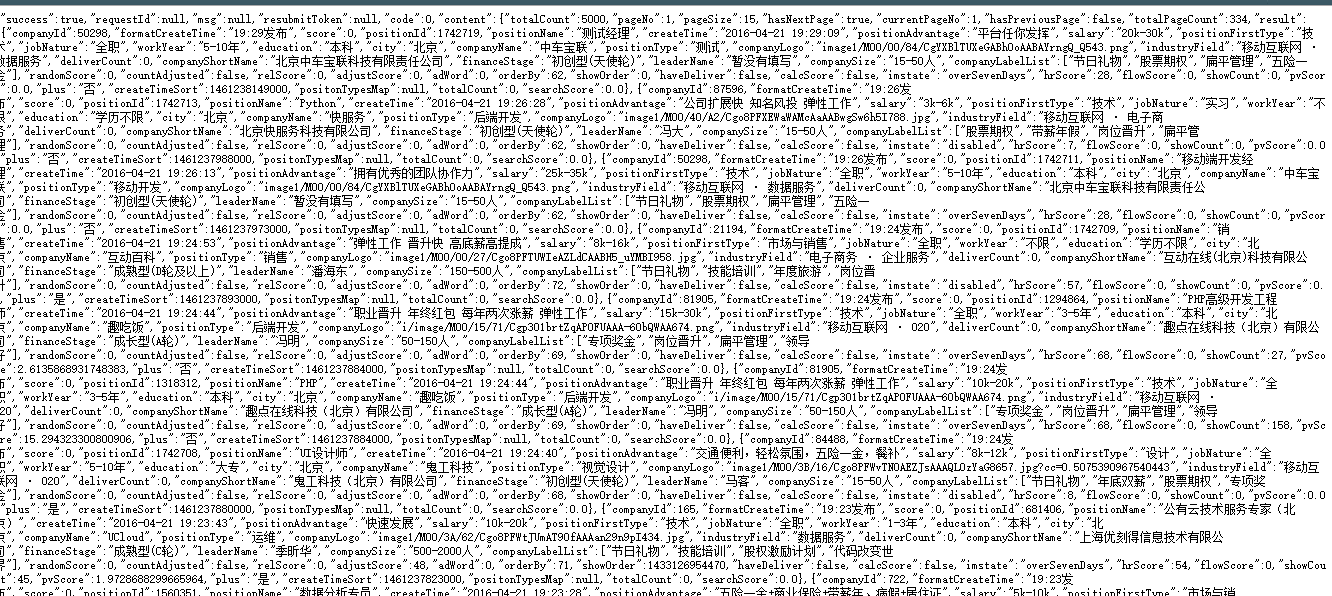 "success":true,"requestId":null,"msg":null,"resubmitToken":null,"code":0,"content":{"totalCount":5000,"pageNo":1,"pageSize":15,"hasNextPage":true,"currentPageNo":1,"hasPreviousPage":false,"totalPageCount":334,"result":
[{"companyId":50298,"formatCreateTime":"19:29发布","score":0,"positionId":1742719,"positionName":"测试经理","createTime":"2016-04-21 19:29:09","positionAdvantage":"平台任你发挥","salary":"20k-30k","positionFirstType":"技
术","jobNature":"全职","workYear":"5-10年","education":"本科","city":"北京","companyName":"中车宝联","positionType":"测试","companyLogo":"image1/M00/00/84/CgYXBlTUXeGABhOoAABAYrngQ_Q543.png","industryField":"移动互联网 ·
数据服务","deliverCount":0,"companyShortName":"北京中车宝联科技有限责任公司","financeStage":"初创型(天使轮)","leaderName":"暂没有填写","companySize":"15-50人","companyLabelList":["节日礼物","股票期权","扁平管理","五险一
金"],"randomScore":0,"countAdjusted":false,"relScore":0,"adjustScore":0,"adWord":0,"orderBy":62,"showOrder":0,"haveDeliver":false,"calcScore":false,"imstate":"overSevenDays","hrScore":28,"flowScore":0,"showCount":0,"pvScor
:0.0,"plus":"否","createTimeSort":1461238149000,"positonTypesMap":null,"totalCount":0,"searchScore":0.0},{"companyId":87596,"formatCreateTime":"19:26发
布","score":0,"positionId":1742713,"positionName":"Python","createTime":"2016-04-21 19:26:28","positionAdvantage":"公司扩展快 知名风投 弹性工作","salary":"3k-6k","positionFirstType":"技术","jobNature":"实习","workYear":"不
限","education":"学历不限","city":"北京","companyName":"快服务","positionType":"后端开发","companyLogo":"image1/M00/40/A2/Cgo8PFXEWaWAMcAaAABwgSw6h5I788.jpg","industryField":"移动互联网 · 电子商
务","deliverCount":0,"companyShortName":"北京快服务科技有限公司","financeStage":"初创型(天使轮)","leaderName":"冯大","companySize":"15-50人","companyLabelList":["股票期权","带薪年假","岗位晋升","扁平管
理"],"randomScore":0,"countAdjusted":false,"relScore":0,"adjustScore":0,"adWord":0,"orderBy":62,"showOrder":0,"haveDeliver":false,"calcScore":false,"imstate":"disabled","hrScore":7,"flowScore":0,"showCount":0,"pvScore":0.0
"plus":"否","createTimeSort":1461237988000,"positonTypesMap":null,"totalCount":0,"searchScore":0.0},{"companyId":50298,"formatCreateTime":"19:26发布","score":0,"positionId":1742711,"positionName":"移动端开发经
理","createTime":"2016-04-21 19:26:13","positionAdvantage":"拥有优秀的团队协作力","salary":"25k-35k","positionFirstType":"技术","jobNature":"全职","workYear":"5-10年","education":"本科","city":"北京","companyName":"中车宝
联","positionType":"移动开发","companyLogo":"image1/M00/00/84/CgYXBlTUXeGABhOoAABAYrngQ_Q543.png","industryField":"移动互联网 · 数据服务","deliverCount":0,"companyShortName":"北京中车宝联科技有限责任公
司","financeStage":"初创型(天使轮)","leaderName":"暂没有填写","companySize":"15-50人","companyLabelList":["节日礼物","股票期权","扁平管理","五险一
金"],"randomScore":0,"countAdjusted":false,"relScore":0,"adjustScore":0,"adWord":0,"orderBy":62,"showOrder":0,"haveDeliver":false,"calcScore":false,"imstate":"overSevenDays","hrScore":28,"flowScore":0,"showCount":0,"pvScor
:0.0,"plus":"否","createTimeSort":1461237973000,"positonTypesMap":null,"totalCount":0,"searchScore":0.0},{"companyId":21194,"formatCreateTime":"19:24发布","score":0,"positionId":1742709,"positionName":"销
售","createTime":"2016-04-21 19:24:53","positionAdvantage":"弹性工作 晋升快 高底薪高提成","salary":"8k-16k","positionFirstType":"市场与销售","jobNature":"全职","workYear":"不限","education":"学历不限","city":"北
京","companyName":"互动百科","positionType":"销售","companyLogo":"image1/M00/00/27/Cgo8PFTUWIeAZLdCAABH5_uYMBI958.jpg","industryField":"电子商务 · 企业服务","deliverCount":0,"companyShortName":"互动在线(北京)科技有限公
司","financeStage":"成熟型(D轮及以上)","leaderName":"潘海东","companySize":"150-500人","companyLabelList":["节日礼物","技能培训","年度旅游","岗位晋
升"],"randomScore":0,"countAdjusted":false,"relScore":0,"adjustScore":0,"adWord":0,"orderBy":72,"showOrder":0,"haveDeliver":false,"calcScore":false,"imstate":"disabled","hrScore":57,"flowScore":0,"showCount":0,"pvScore":0.
,"plus":"是","createTimeSort":1461237893000,"positonTypesMap":null,"totalCount":0,"searchScore":0.0},{"companyId":81905,"formatCreateTime":"19:24发布","score":0,"positionId":1294864,"positionName":"PHP高级开发工程
师","createTime":"2016-04-21 19:24:44","positionAdvantage":"职业晋升 年终红包 每年两次涨薪 弹性工作","salary":"15k-30k","positionFirstType":"技术","jobNature":"全职","workYear":"3-5年","education":"本科","city":"北
京","companyName":"趣吃饭","positionType":"后端开发","companyLogo":"i/image/M00/15/71/Cgp3O1brtZqAPOFUAAA-60bQWAA674.png","industryField":"移动互联网 · O2O","deliverCount":0,"companyShortName":"趣点在线科技（北京）有限公
司","financeStage":"成长型(A轮)","leaderName":"冯明","companySize":"50-150人","companyLabelList":["专项奖金","岗位晋升","扁平管理","领导
好"],"randomScore":0,"countAdjusted":false,"relScore":0,"adjustScore":0,"adWord":0,"orderBy":69,"showOrder":0,"haveDeliver":false,"calcScore":false,"imstate":"overSevenDays","hrScore":68,"flowScore":0,"showCount":27,"pvSco
":2.6135868931748383,"plus":"否","createTimeSort":1461237884000,"positonTypesMap":null,"totalCount":0,"searchScore":0.0},{"companyId":81905,"formatCreateTime":"19:24发
布","score":0,"positionId":1318312,"positionName":"PHP","createTime":"2016-04-21 19:24:44","positionAdvantage":"职业晋升 年终红包 每年两次涨薪 弹性工作","salary":"10k-20k","positionFirstType":"技术","jobNature":"全
职","workYear":"3-5年","education":"本科","city":"北京","companyName":"趣吃饭","positionType":"后端开发","companyLogo":"i/image/M00/15/71/Cgp3O1brtZqAPOFUAAA-60bQWAA674.png","industryField":"移动互联网 ·
O2O","deliverCount":0,"companyShortName":"趣点在线科技（北京）有限公司","financeStage":"成长型(A轮)","leaderName":"冯明","companySize":"50-150人","companyLabelList":["专项奖金","岗位晋升","扁平管理","领导
好"],"randomScore":0,"countAdjusted":false,"relScore":0,"adjustScore":0,"adWord":0,"orderBy":69,"showOrder":0,"haveDeliver":false,"calcScore":false,"imstate":"overSevenDays","hrScore":68,"flowScore":0,"showCount":158,"pvSc
re":15.294323300800906,"plus":"否","createTimeSort":1461237884000,"positonTypesMap":null,"totalCount":0,"searchScore":0.0},{"companyId":84488,"formatCreateTime":"19:24发
布","score":0,"positionId":1742708,"positionName":"UI设计师","createTime":"2016-04-21 19:24:40","positionAdvantage":"交通便利，轻松氛围，五险一金，餐补","salary":"8k-12k","positionFirstType":"设计","jobNature":"全
职","workYear":"5-10年","education":"大专","city":"北京","companyName":"鬼工科技","positionType":"视觉设计","companyLogo":"image1/M00/3B/16/Cgo8PFWvTNOAEZJsAAAQLOzYaG8657.jpg?cc=0.5075390967540443","industryField":"移动互
联网 · O2O","deliverCount":0,"companyShortName":"鬼工科技（北京）有限公司","financeStage":"初创型(天使轮)","leaderName":"马客","companySize":"15-50人","companyLabelList":["节日礼物","年底双薪","股票期权","专项奖
金"],"randomScore":0,"countAdjusted":false,"relScore":0,"adjustScore":0,"adWord":0,"orderBy":68,"showOrder":0,"haveDeliver":false,"calcScore":false,"imstate":"disabled","hrScore":8,"flowScore":0,"showCount":0,"pvScore":0.0
"plus":"是","createTimeSort":1461237880000,"positonTypesMap":null,"totalCount":0,"searchScore":0.0},{"companyId":165,"formatCreateTime":"19:23发布","score":0,"positionId":681406,"positionName":"公有云技术服务专家（北
京）","createTime":"2016-04-21 19:23:43","positionAdvantage":"快速发展","salary":"10k-20k","positionFirstType":"技术","jobNature":"全职","workYear":"1-3年","education":"本科","city":"北
京","companyName":"UCloud","positionType":"运维","companyLogo":"image1/M00/3A/62/Cgo8PFWtJUmAT9OfAAAan29n9pI434.jpg","industryField":"数据服务","deliverCount":0,"companyShortName":"上海优刻得信息技术有限公
司","financeStage":"成熟型(C轮)","leaderName":"季昕华","companySize":"500-2000人","companyLabelList":["节日礼物","技能培训","股权激励计划","代码改变世
界"],"randomScore":0,"countAdjusted":false,"relScore":0,"adjustScore":48,"adWord":0,"orderBy":71,"showOrder":1433126954470,"haveDeliver":false,"calcScore":false,"imstate":"overSevenDays","hrScore":54,"flowScore":0,"showCou
t":45,"pvScore":1.9728688299665964,"plus":"是","createTimeSort":1461237823000,"positonTypesMap":null,"totalCount":0,"searchScore":0.0},{"companyId":722,"formatCreateTime":"19:23发
布","score":0,"positionId":1560351,"positionName":"数据分析专员","createTime":"2016-04-21 19:23:28","positionAdvantage":"五险一金+商业保险+带薪年、病假+居住证","salary":"5k-10k","positionFirstType":"市场与销